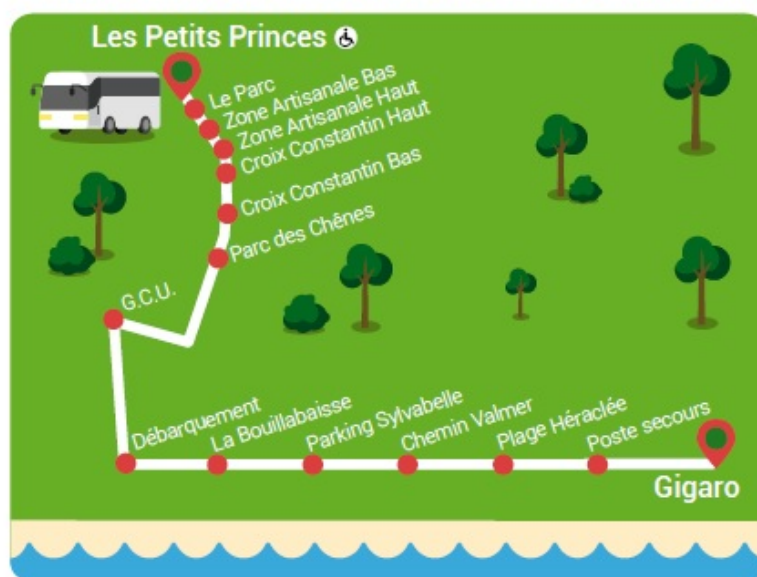 Les Petits Princes
Le Parc
Zone Artisanale Bas
Zone Artisanale Haut
Croix Constantin Haut
Croix Constantin Bas
Parc des Chênes
G.C.U.
Débarquement
La Bouillabaisse
Parking Sylvabelle
Chemin Valmer
Plage Héraclée
Poste secours
Gigaro